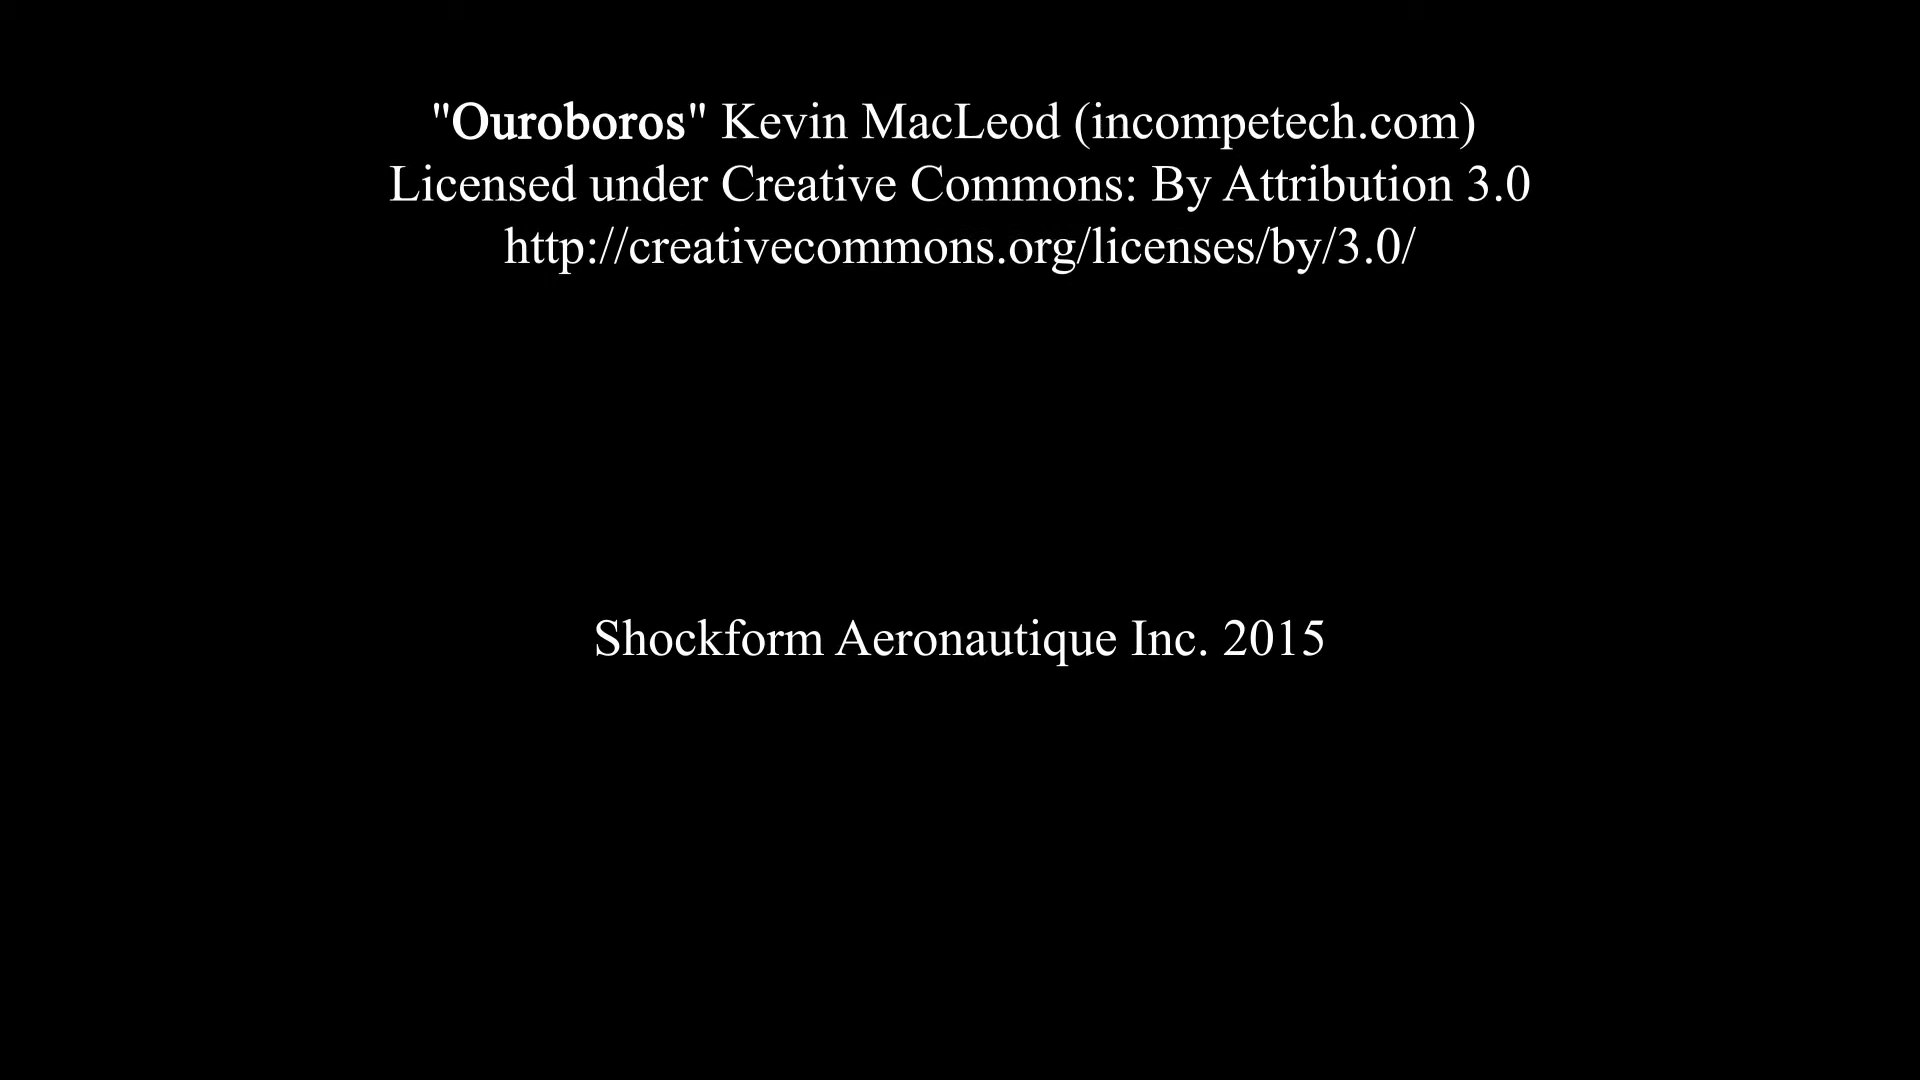 "Ouroboros" Kevin MacLeod (incompetech.com)
Licensed under Creative Commons: By Attribution 3.0
http://creativecommons.org/licenses/by/3.0/
Shockform Aeronautique Inc. 2015